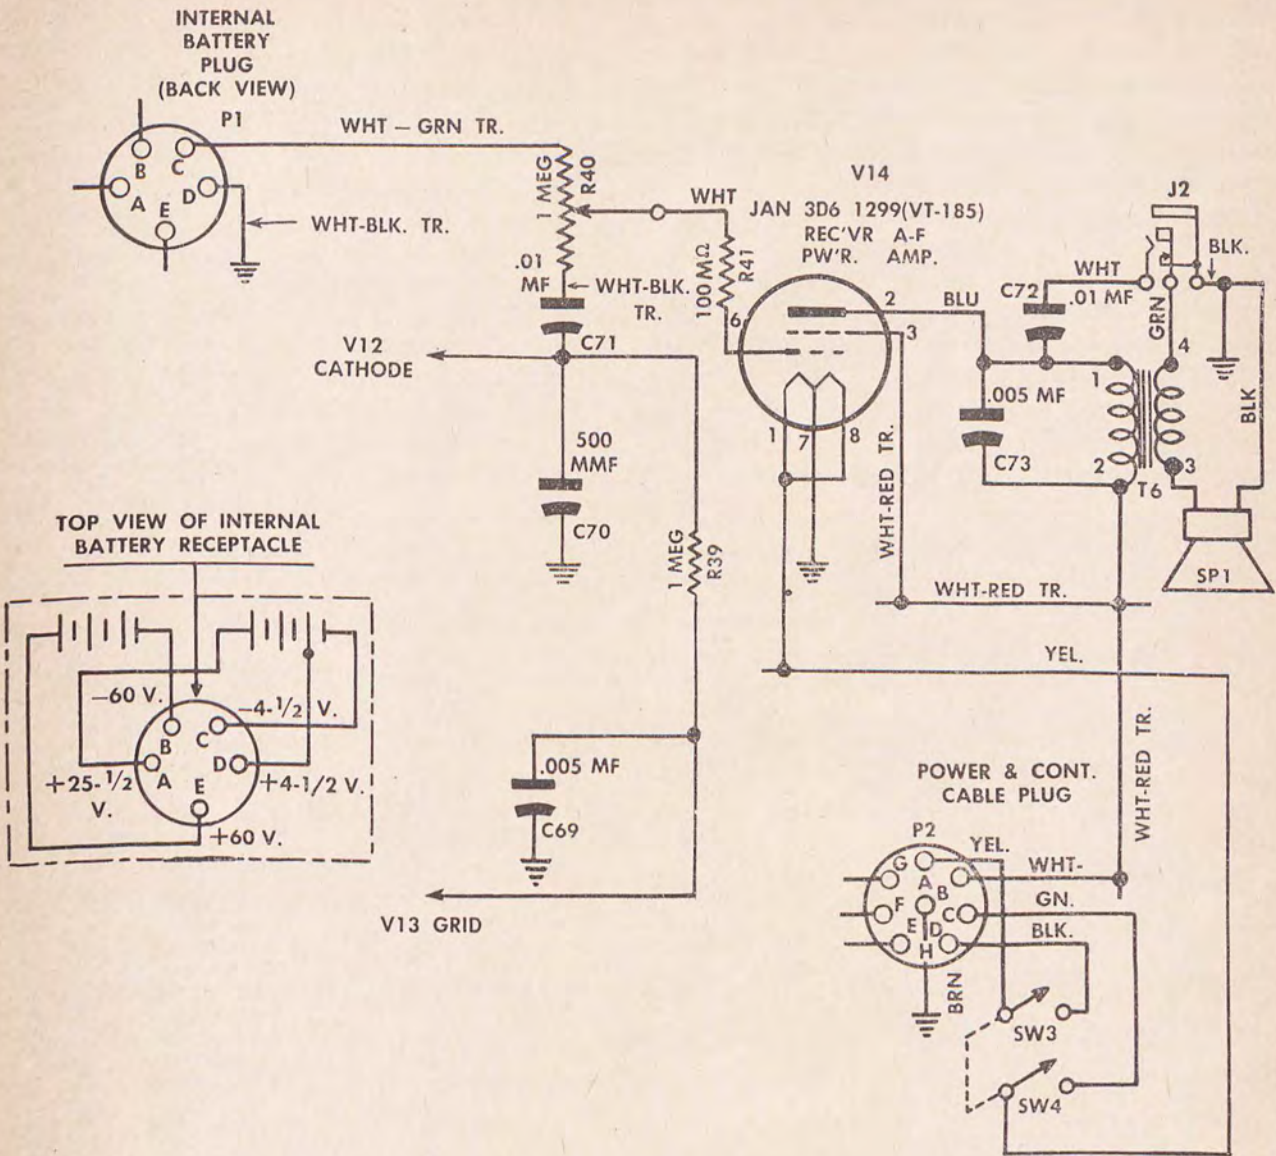 INTERNAL
BATTERY
PLUG
(BACK VIEW)
P1
B
C
A
D
E
WHT – GRN TR.
WHT-BLK. TR.
1 MEG
R40
.01
MF
WHT-BLK.
TR.
C71
WHT
100 MΩ
R41
V12
CATHODE
V14
JAN 3D6 1299(VT-185)
REC'VR A-F
PW'R. AMP.
6
2
3
1
7
8
BLU
J2
BLK.
WHT
C72
.01 MF
GRN
4
1
.005 MF
C73
2
3
T6
BLK
SP1
500
MMF
C70
1 MEG
R39
WHT-RED TR.
WHT-RED TR.
YEL.
WHT-RED TR.
TOP VIEW OF INTERNAL
BATTERY RECEPTACLE
–60 V.
–4-1/2 V.
B
C
A
D
E
+25-1/2
V.
+4-1/2 V.
+60 V.
.005 MF
C69
V13 GRID
POWER & CONT.
CABLE PLUG
P2
YEL.
G
A
B
WHT-
F
C
GN.
E
D
BLK.
H
BRN
SW3
SW4